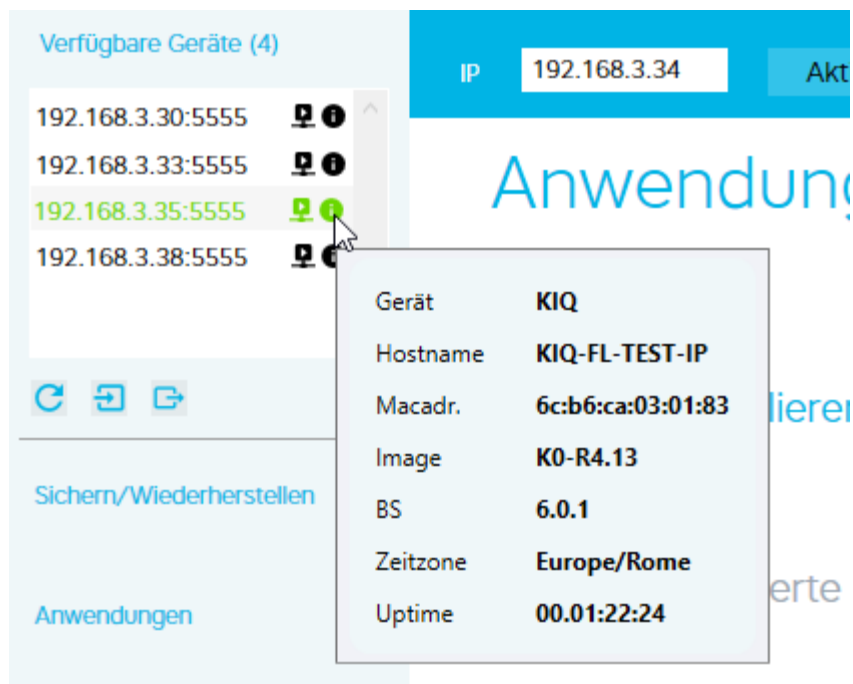 Verfügbare Geräte (4)
IP 192.168.3.34 Akt
192.168.3.30:5555
192.168.3.33:5555
192.168.3.35:5555
192.168.3.38:5555
Anwendung
Gerät KIQ
Hostname KIQ-FL-TEST-IP
Macadr. 6c:b6:ca:03:01:83
Image K0-R4.13
BS 6.0.1
Zeitzone Europe/Rome
Uptime 00.01:22:24
lieren
erte
Sichern/Wiederherstellen
Anwendungen